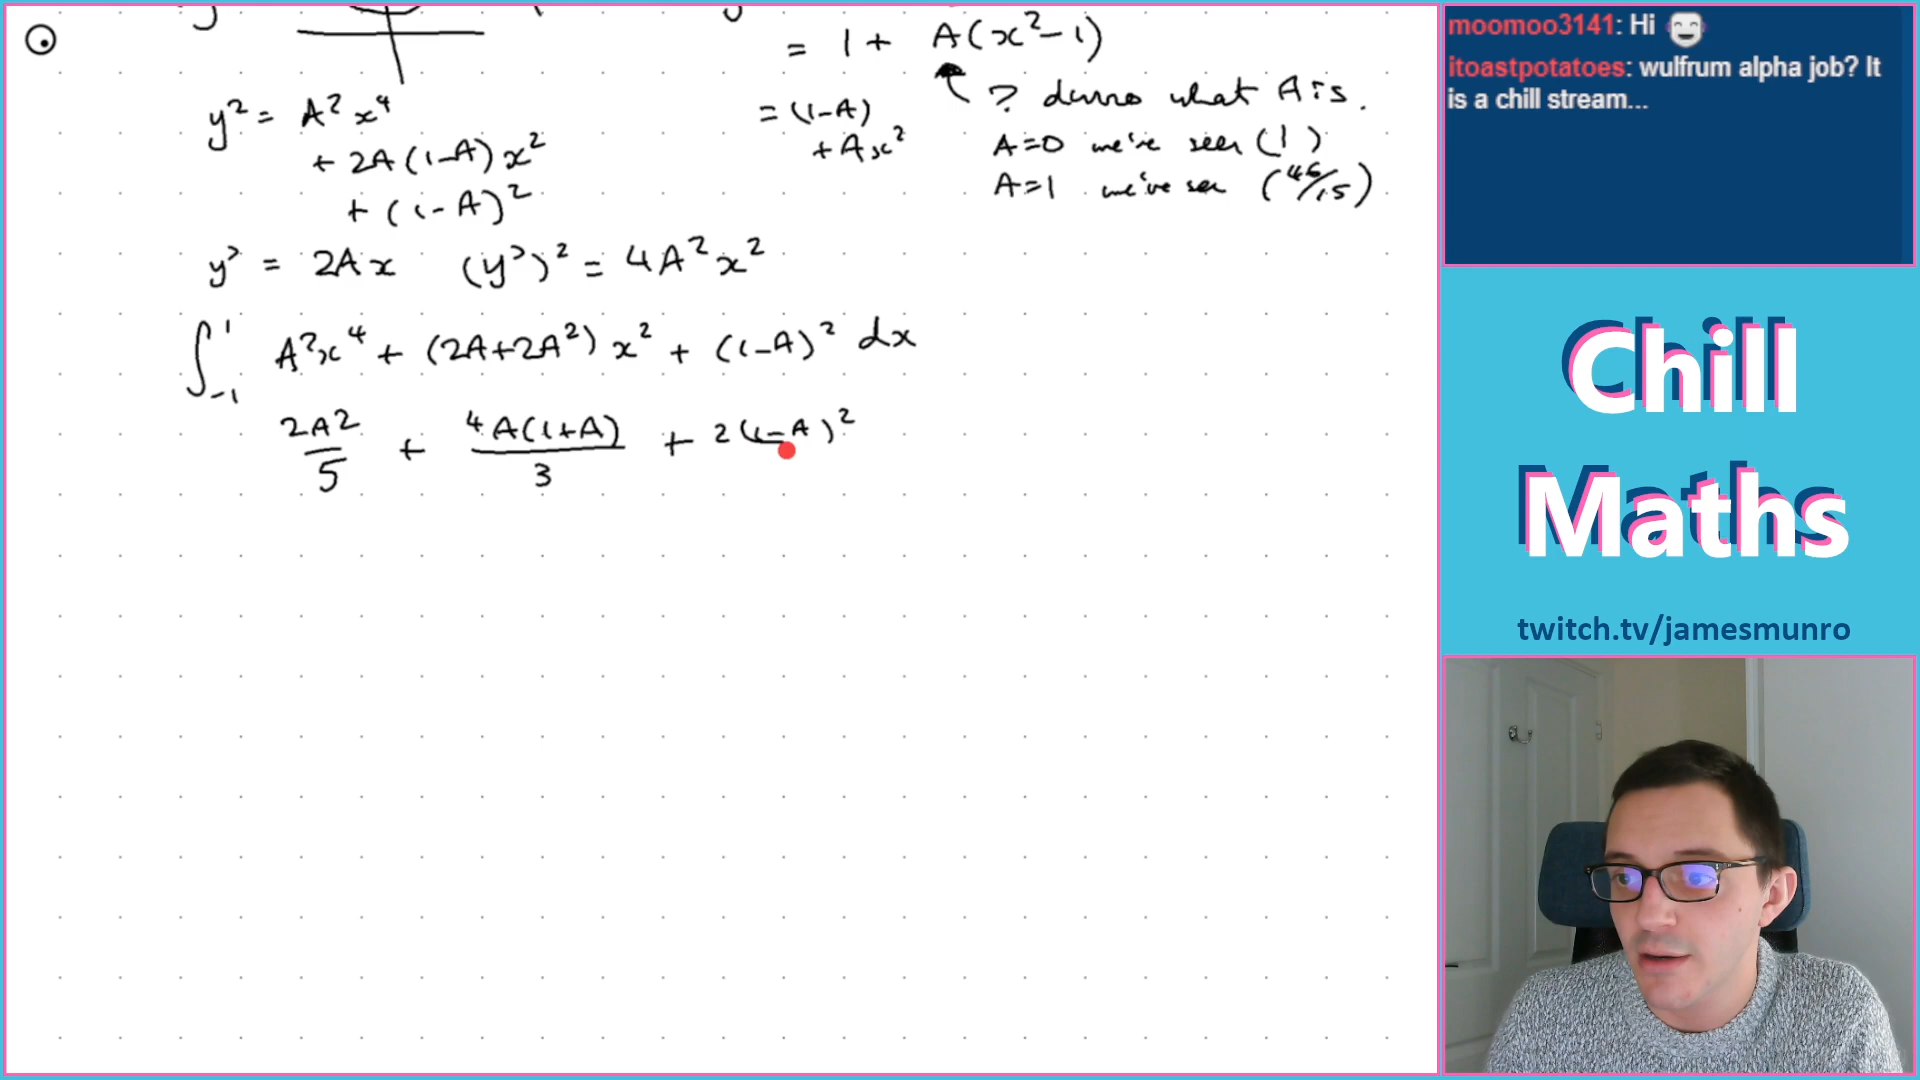 = 1 + A(x²-1)
? dunno what A is.
y² = A²x⁴
= (1-A)
+ Ax²
A=0 we've seen (1)
+ 2A(1-A)x²
A=1 we've seen (46/15)
+ (1-A)²
y' = 2Ax (y')² = 4A²x²
∫₋₁¹ A²x⁴ + (2A+2A²)x² + (1-A)² dx
2A²/5 + 4A(1+A)/3 + 2(1-A)²
moomoo3141: Hi
itoastpotatoes: wulfrum alpha job? It
is a chill stream...
Chill
Maths
twitch.tv/jamesmunro